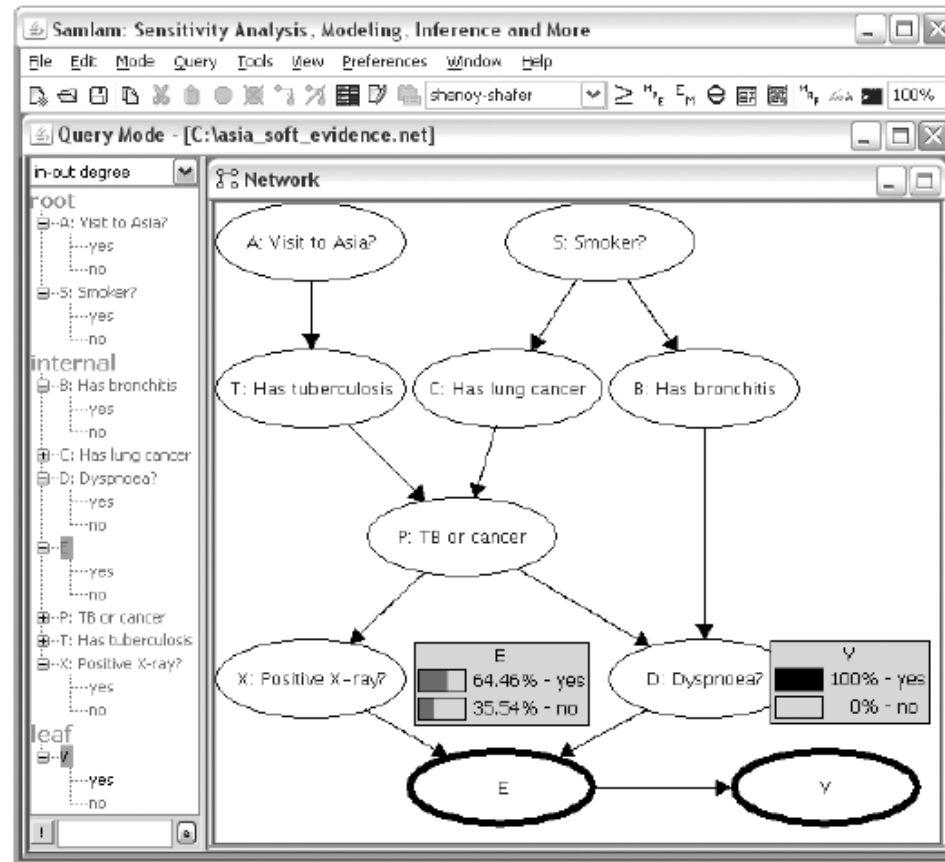 Samlam: Sensitivity Analysis, Modeling, Inference and More
File Edit Mode Query Tools View Preferences Window Help
shenoy-shafer
100%
Query Mode - [C:\asia_soft_evidence.net]
in-out degree
root
A: Visit to Asia?
yes
no
S: Smoker?
yes
no
internal
B: Has bronchitis
yes
no
C: Has lung cancer
D: Dyspnoea?
yes
no
E
yes
no
P: TB or cancer
T: Has tuberculosis
X: Positive X-ray?
yes
no
leaf
V
yes
no
!
Network
A: Visit to Asia?
S: Smoker?
T: Has tuberculosis
C: Has lung cancer
B: Has bronchitis
P: TB or cancer
X: Positive X-ray?
E
64.46% - yes
35.54% - no
D: Dyspnoea?
V
100% - yes
0% - no
E
V